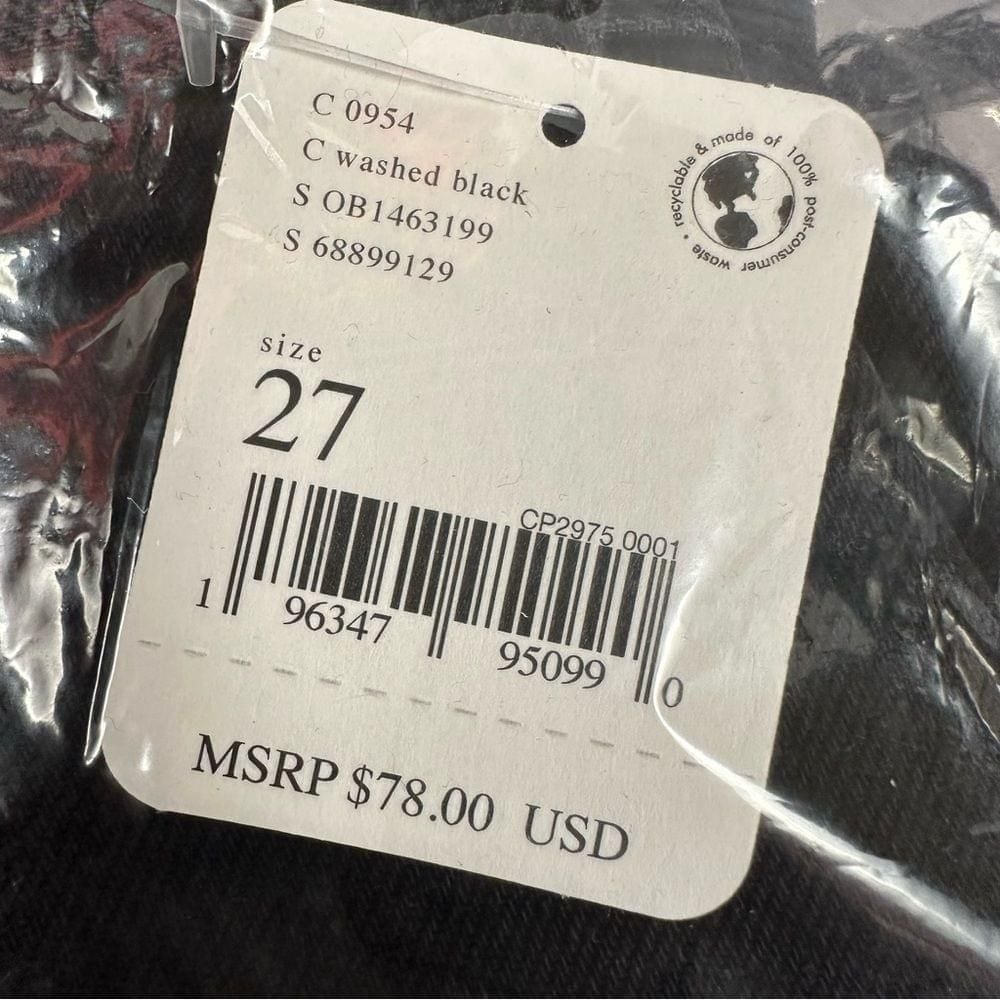 C 0954
C washed black
S OB1463199
S 68899129
recyclable & made of 100% post-consumer waste •
size
27
CP2975 0001
1 96347 95099 0
MSRP $78.00 USD